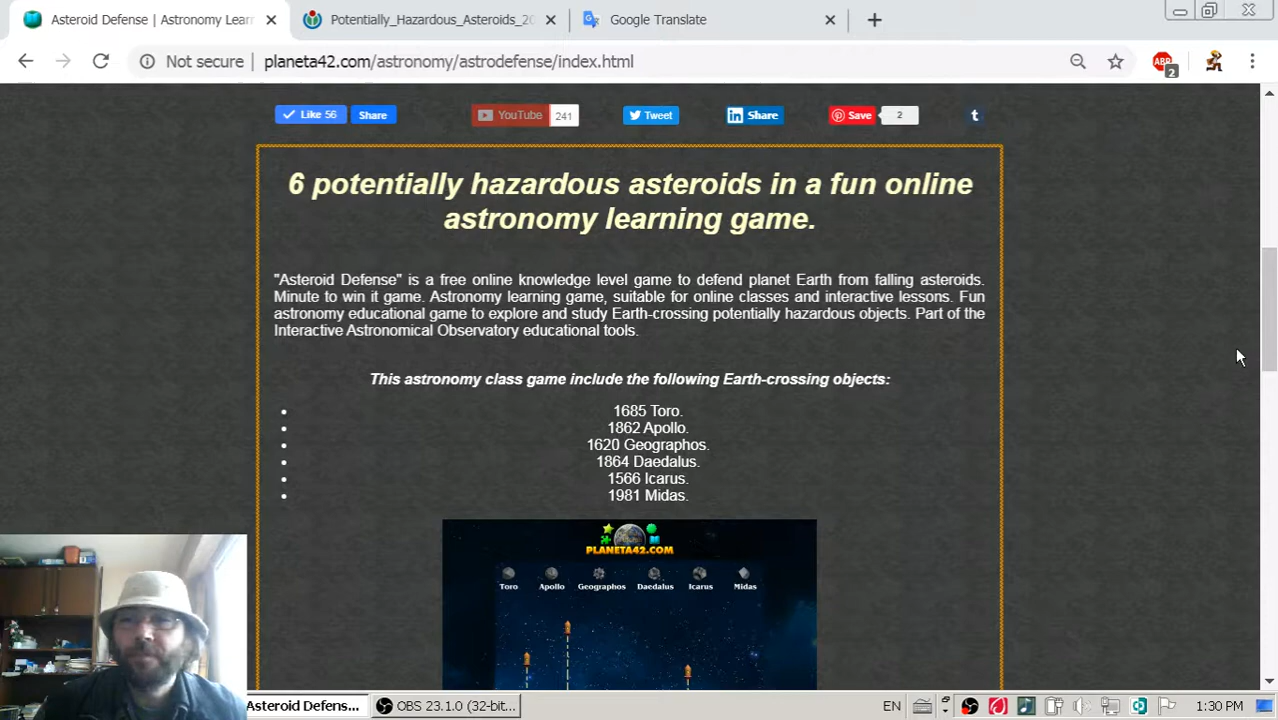 Asteroid Defense | Astronomy Lear
Potentially_Hazardous_Asteroids_20
Google Translate
Not secure
planeta42.com/astronomy/astrodefense/index.html
ABP
2
Like 56
Share
YouTube
241
Tweet
in Share
Save
2
t
6 potentially hazardous asteroids in a fun online
astronomy learning game.
"Asteroid Defense" is a free online knowledge level game to defend planet Earth from falling asteroids.
Minute to win it game. Astronomy learning game, suitable for online classes and interactive lessons. Fun
astronomy educational game to explore and study Earth-crossing potentially hazardous objects. Part of the
Interactive Astronomical Observatory educational tools.
This astronomy class game include the following Earth-crossing objects:
1685 Toro.
1862 Apollo.
1620 Geographos.
1864 Daedalus.
1566 Icarus.
1981 Midas.
PLANETA42.COM
Toro Apollo Geographos Daedalus Icarus Midas
Asteroid Defens...
OBS 23.1.0 (32-bit...
EN
1:30 PM